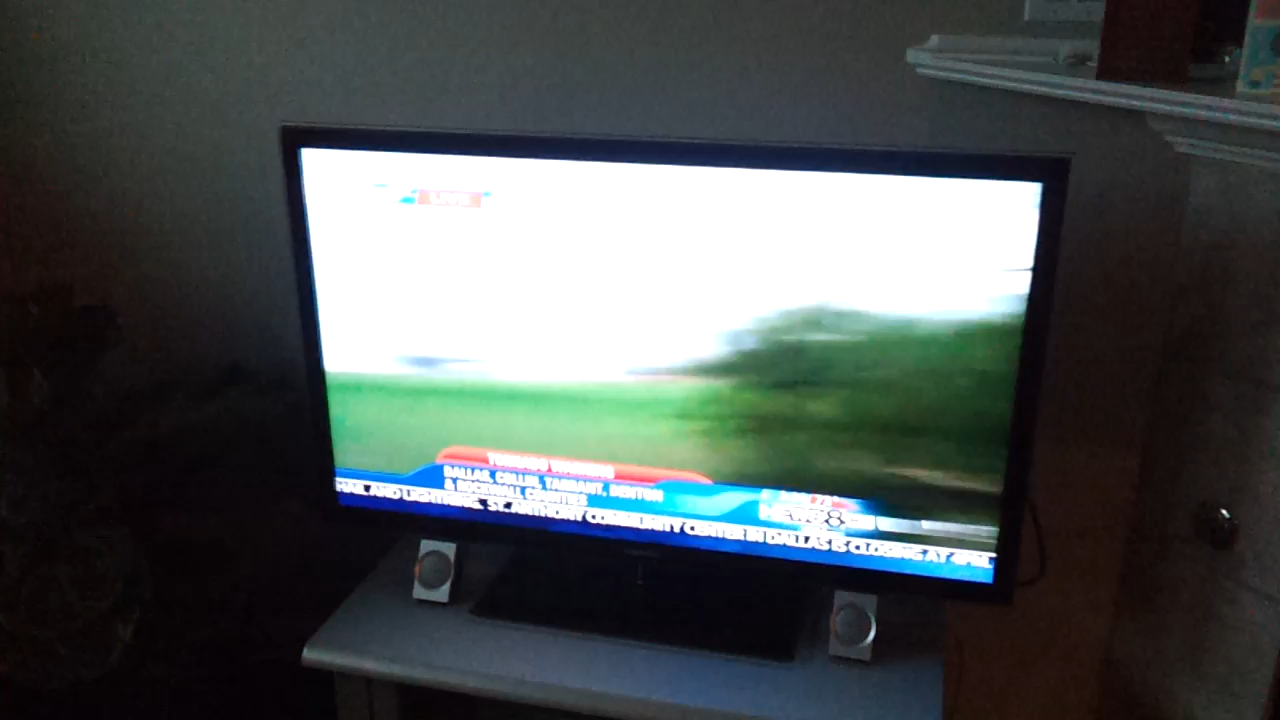 LIVE
TORNADO WARNING
DALLAS, COLLIN, TARRANT, DENTON
& ROCKWALL COUNTIES
NEWS 8
HAIL AND LIGHTNING. ST. ANTHONY COMMUNITY CENTER IN DALLAS IS CLOSING AT 4PM.